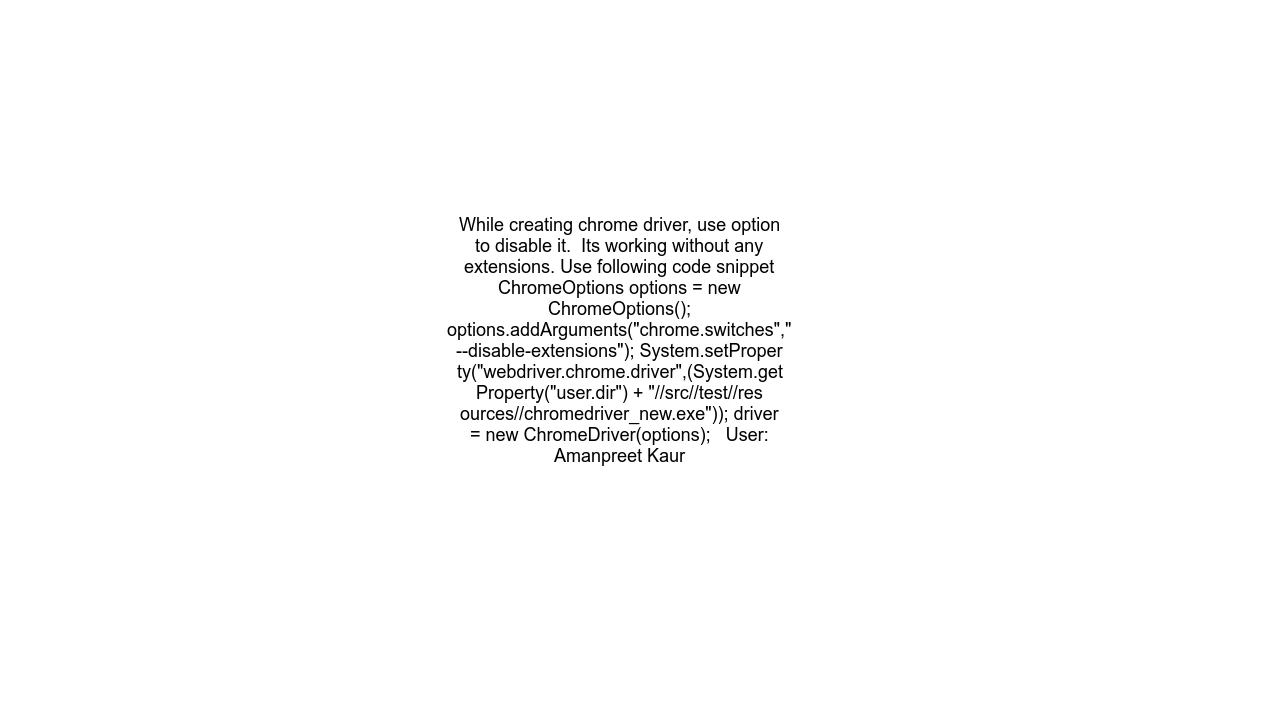 While creating chrome driver, use option
to disable it.  Its working without any
extensions. Use following code snippet
ChromeOptions options = new
ChromeOptions();
options.addArguments("chrome.switches","
--disable-extensions"); System.setProper
ty("webdriver.chrome.driver",(System.get
Property("user.dir") + "//src//test//res
ources//chromedriver_new.exe")); driver
= new ChromeDriver(options);   User:
Amanpreet Kaur